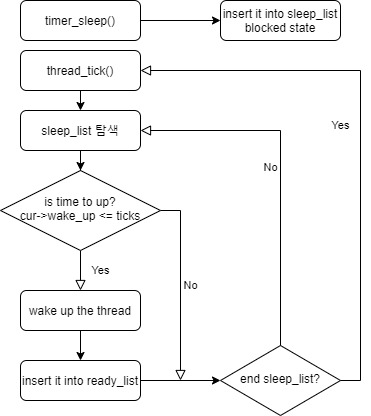 timer_sleep()
insert it into sleep_list
blocked state
thread_tick()
Yes
sleep_list 탐색
No
is time to up?
cur->wake_up <= ticks
Yes
No
wake up the thread
insert it into ready_list
end sleep_list?